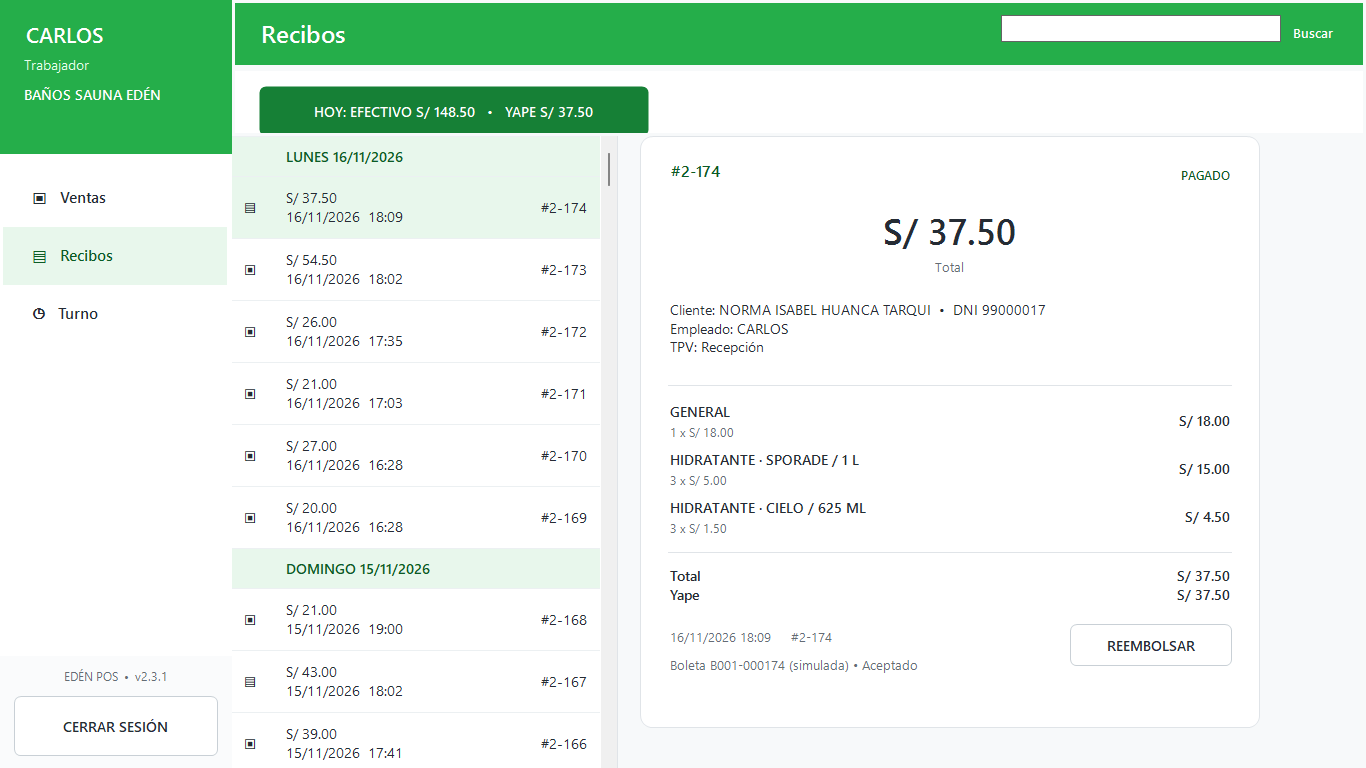 CARLOS
Trabajador
BAÑOS SAUNA EDÉN
Ventas
Recibos
Turno
EDÉN POS • v2.3.1
CERRAR SESIÓN
Recibos
Buscar
HOY: EFECTIVO S/ 148.50 • YAPE S/ 37.50
LUNES 16/11/2026
S/ 37.50
16/11/2026 18:09 #2-174
S/ 54.50
16/11/2026 18:02 #2-173
S/ 26.00
16/11/2026 17:35 #2-172
S/ 21.00
16/11/2026 17:03 #2-171
S/ 27.00
16/11/2026 16:28 #2-170
S/ 20.00
16/11/2026 16:28 #2-169
DOMINGO 15/11/2026
S/ 21.00
15/11/2026 19:00 #2-168
S/ 43.00
15/11/2026 18:02 #2-167
S/ 39.00
15/11/2026 17:41 #2-166
#2-174
PAGADO
S/ 37.50
Total
Cliente: NORMA ISABEL HUANCA TARQUI • DNI 99000017
Empleado: CARLOS
TPV: Recepción
GENERAL
1 x S/ 18.00
S/ 18.00
HIDRATANTE · SPORADE / 1 L
3 x S/ 5.00
S/ 15.00
HIDRATANTE · CIELO / 625 ML
3 x S/ 1.50
S/ 4.50
Total S/ 37.50
Yape S/ 37.50
16/11/2026 18:09 #2-174
Boleta B001-000174 (simulada) • Aceptado
REEMBOLSAR